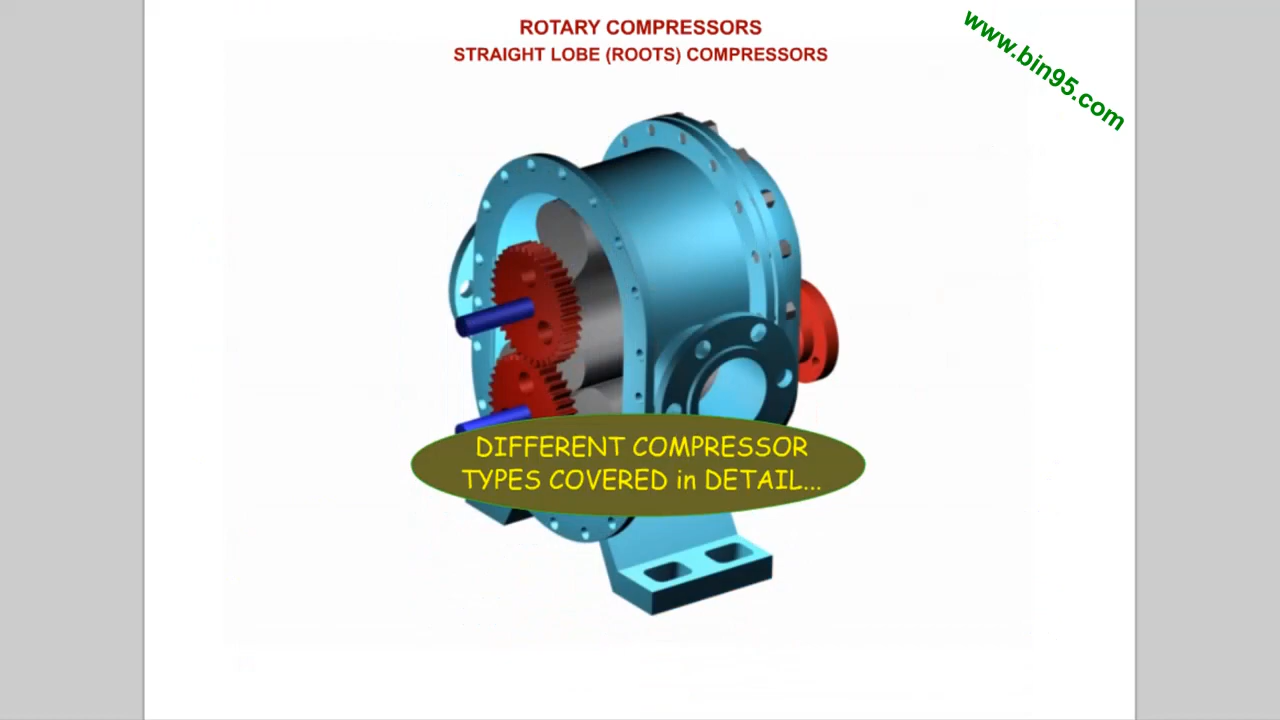 ROTARY COMPRESSORS
STRAIGHT LOBE (ROOTS) COMPRESSORS
www.bin95.com
DIFFERENT COMPRESSOR
TYPES COVERED in DETAIL...